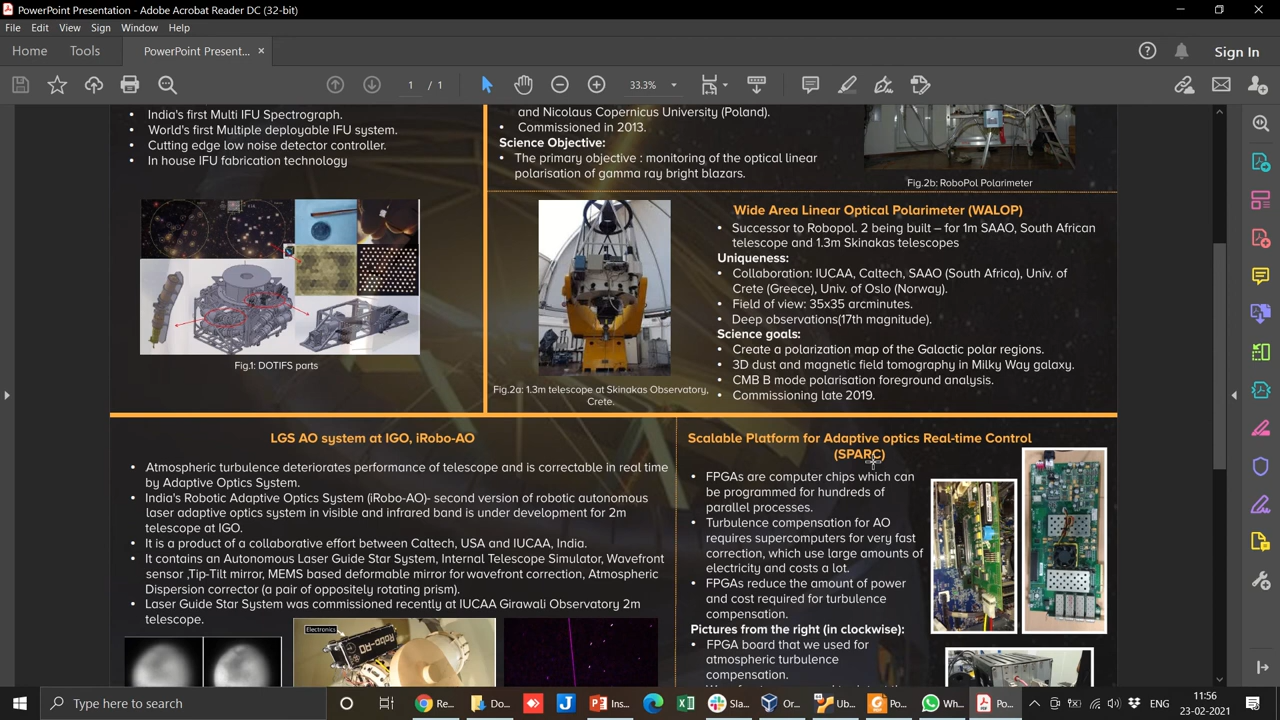 PowerPoint Presentation - Adobe Acrobat Reader DC (32-bit)
File Edit View Sign Window Help
Home Tools PowerPoint Present... × Sign In
1 / 1 33.3%
India's first Multi IFU Spectrograph.
World's first Multiple deployable IFU system.
Cutting edge low noise detector controller.
In house IFU fabrication technology
Fig.1: DOTIFS parts
and Nicolaus Copernicus University (Poland).
• Commissioned in 2013.
Science Objective:
• The primary objective : monitoring of the optical linear
polarisation of gamma ray bright blazars.
Fig.2b: RoboPol Polarimeter
Fig.2a: 1.3m telescope at Skinakas Observatory,
Crete.
Wide Area Linear Optical Polarimeter (WALOP)
• Successor to Robopol. 2 being built – for 1m SAAO, South African
telescope and 1.3m Skinakas telescopes
Uniqueness:
• Collaboration: IUCAA, Caltech, SAAO (South Africa), Univ. of
Crete (Greece), Univ. of Oslo (Norway).
• Field of view: 35x35 arcminutes.
• Deep observations(17th magnitude).
Science goals:
• Create a polarization map of the Galactic polar regions.
• 3D dust and magnetic field tomography in Milky Way galaxy.
• CMB B mode polarisation foreground analysis.
• Commissioning late 2019.
LGS AO system at IGO, iRobo-AO
• Atmospheric turbulence deteriorates performance of telescope and is correctable in real time
by Adaptive Optics System.
• India's Robotic Adaptive Optics System (iRobo-AO)- second version of robotic autonomous
laser adaptive optics system in visible and infrared band is under development for 2m
telescope at IGO.
• It is a product of a collaborative effort between Caltech, USA and IUCAA, India.
• It contains an Autonomous Laser Guide Star System, Internal Telescope Simulator, Wavefront
sensor ,Tip-Tilt mirror, MEMS based deformable mirror for wavefront correction, Atmospheric
Dispersion corrector (a pair of oppositely rotating prism).
• Laser Guide Star System was commissioned recently at IUCAA Girawali Observatory 2m
telescope.
Electronics
Robo-AO
Scalable Platform for Adaptive optics Real-time Control
(SPARC)
• FPGAs are computer chips which can
be programmed for hundreds of
parallel processes.
• Turbulence compensation for AO
requires supercomputers for very fast
correction, which use large amounts of
electricity and costs a lot.
• FPGAs reduce the amount of power
and cost required for turbulence
compensation.
Pictures from the right (in clockwise):
• FPGA board that we used for
atmospheric turbulence
compensation.
Type here to search Re... Do... Ins... Sla... Or... Ub... Po... Wh... Po... ENG 11:56
23-02-2021